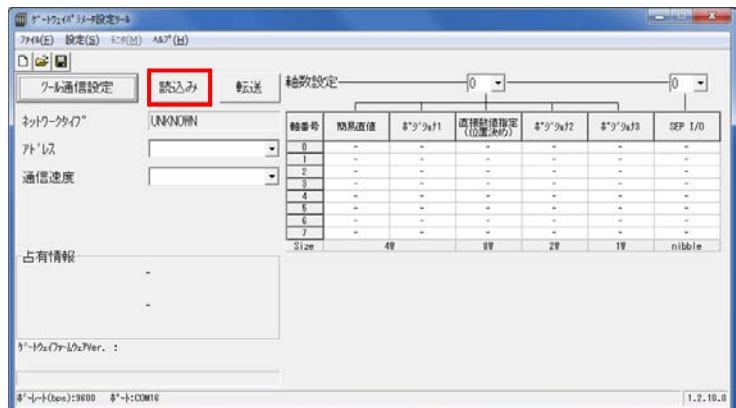 ｹﾞｰﾄｳｪｲﾊﾟﾗﾒｰﾀ設定ﾂｰﾙ
ﾌｧｲﾙ(F) 設定(S) ﾓﾆﾀ(M) ﾍﾙﾌﾟ(H)
ﾂｰﾙ通信設定 読込み 転送 軸数設定 0 0
ﾈｯﾄﾜｰｸﾀｲﾌﾟ UNKNOWN
ｱﾄﾞﾚｽ
通信速度
軸番号 簡易直値 ﾎﾟｼﾞｼｮﾅ1 直接数値指定(位置決め) ﾎﾟｼﾞｼｮﾅ2 ﾎﾟｼﾞｼｮﾅ3 SEP I/O
0 - - - - - -
1 - - - - - -
2 - - - - - -
3 - - - - - -
4 - - - - - -
5 - - - - - -
6 - - - - - -
7 - - - - - -
Size 4W 8W 2W 1W nibble
占有情報
-
-
ｹﾞｰﾄｳｪｲﾌｧｰﾑｳｪｱVer. :
ﾎﾞｰﾚｰﾄ(bps):9600 ﾎﾟｰﾄ:COM16 1.2.10.0